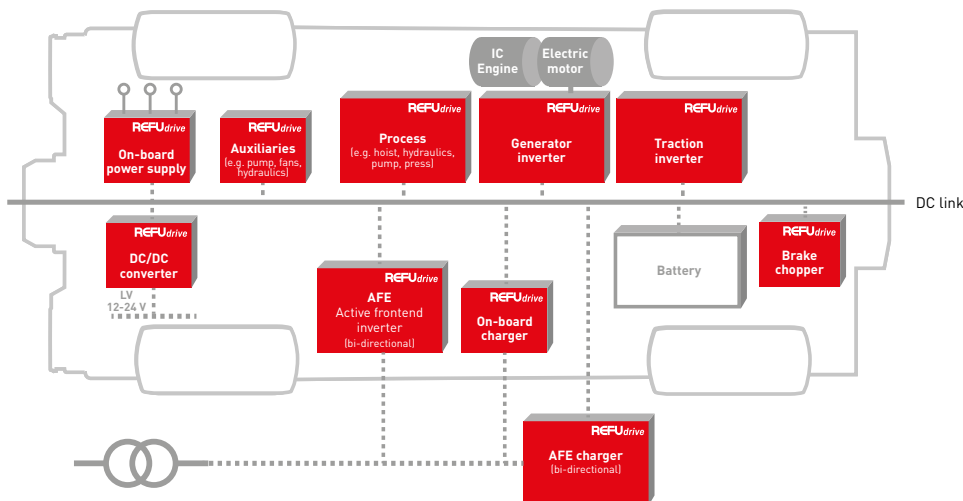 IC
Engine
Electric
motor
REFUdrive
On-board
power supply
REFUdrive
Auxiliaries
(e.g. pump, fans,
hydraulics)
REFUdrive
Process
(e.g. hoist, hydraulics,
pump, press)
REFUdrive
Generator
inverter
REFUdrive
Traction
inverter
DC link
REFUdrive
DC/DC
converter
LV
12-24 V
REFUdrive
AFE
Active frontend
inverter
(bi-directional)
REFUdrive
On-board
charger
Battery
REFUdrive
Brake
chopper
REFUdrive
AFE charger
(bi-directional)